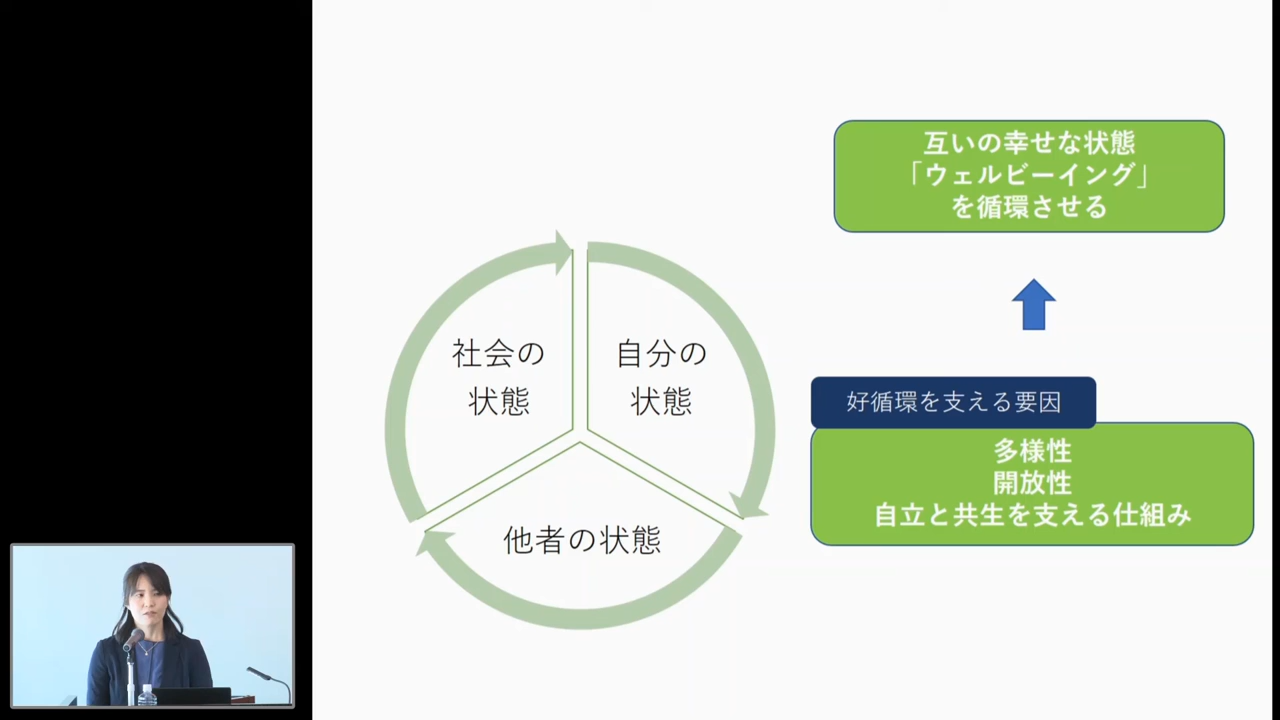 互いの幸せな状態
「ウェルビーイング」
を循環させる
社会の
状態
自分の
状態
他者の状態
好循環を支える要因
多様性
開放性
自立と共生を支える仕組み